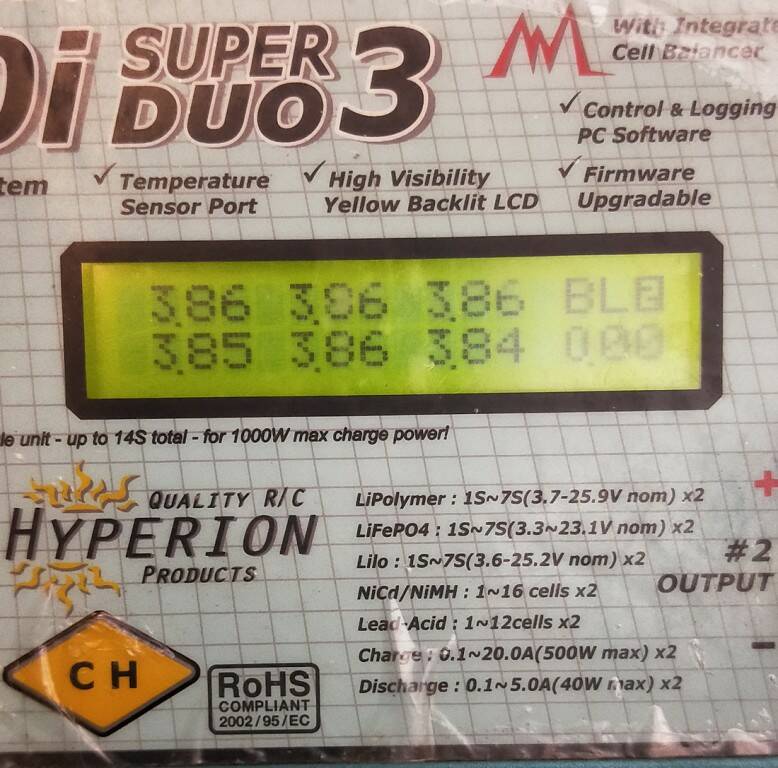 0i SUPER DUO 3
With Integrate
Cell Balancer
✓ Control & Logging
PC Software
tem
✓ Temperature
Sensor Port
✓ High Visibility
Yellow Backlit LCD
✓ Firmware
Upgradable
3.86 3.86 3.86 BL2
3.85 3.86 3.84 0.00
le unit - up to 14S total - for 1000W max charge power!
QUALITY R/C
HYPERION
PRODUCTS
LiPolymer : 1S~7S(3.7-25.9V nom) x2
LiFePO4 : 1S~7S(3.3~23.1V nom) x2
LiIo : 1S~7S(3.6-25.2V nom) x2
NiCd/NiMH : 1~16 cells x2
Lead-Acid : 1~12cells x2
Charge : 0.1~20.0A(500W max) x2
Discharge : 0.1~5.0A(40W max) x2
+
#2
OUTPUT
-
C H
RoHS
COMPLIANT
2002/95/EC